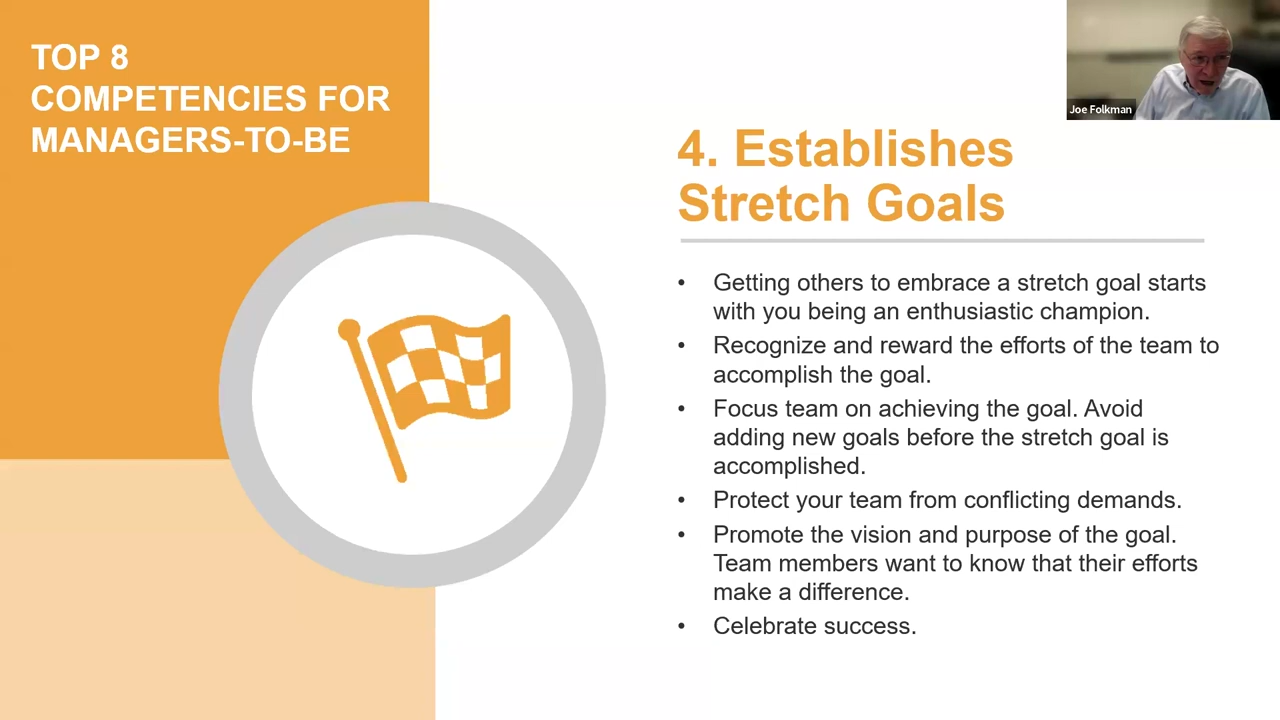 TOP 8
COMPETENCIES FOR
MANAGERS-TO-BE
Joe Folkman
4. Establishes
Stretch Goals
• Getting others to embrace a stretch goal starts
with you being an enthusiastic champion.
• Recognize and reward the efforts of the team to
accomplish the goal.
• Focus team on achieving the goal. Avoid
adding new goals before the stretch goal is
accomplished.
• Protect your team from conflicting demands.
• Promote the vision and purpose of the goal.
Team members want to know that their efforts
make a difference.
• Celebrate success.